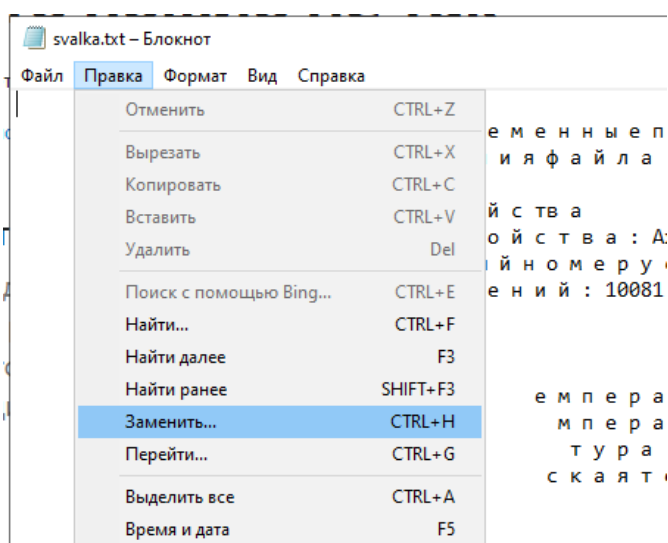 svalka.txt – Блокнот
Файл Правка Формат Вид Справка
Отменить CTRL+Z
е м е н н ы е п
Вырезать CTRL+X
и я ф а й л а
Копировать CTRL+C
Вставить CTRL+V
й с тв а
Удалить Del
о й с т в а :
й н о м е р у
Поиск с помощью Bing... CTRL+E
е н и й : 10081
Найти... CTRL+F
Найти далее F3
Найти ранее SHIFT+F3
е м п е р а
Заменить... CTRL+H
м п е р а
Перейти... CTRL+G
т у р а
с к а я т
Выделить все CTRL+A
Время и дата F5